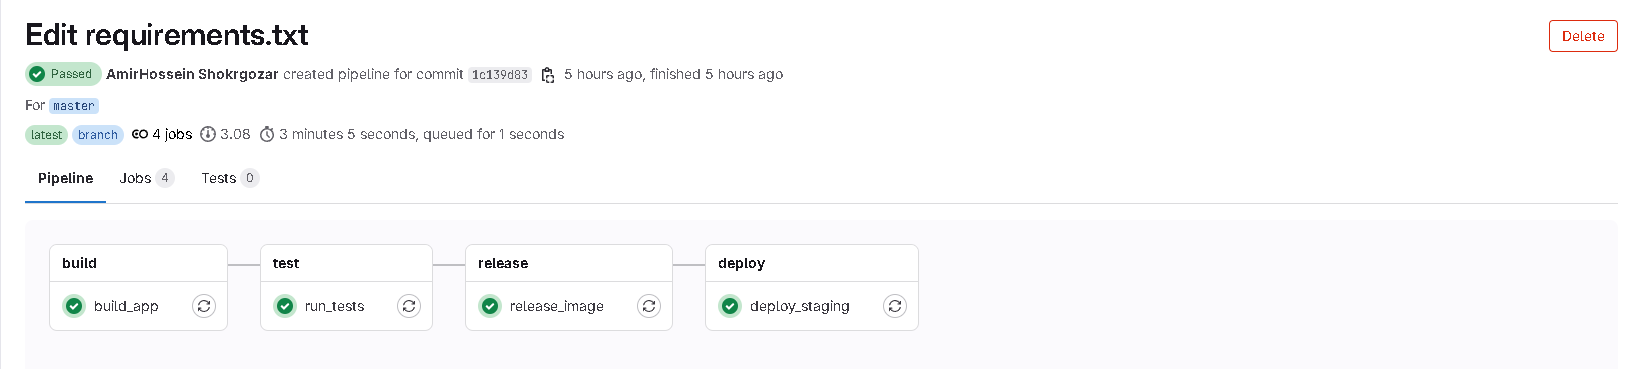 Edit requirements.txt
Delete
Passed AmirHossein Shokrgozar created pipeline for commit 1c139d83 5 hours ago, finished 5 hours ago
For master
latest branch 4 jobs 3.08 3 minutes 5 seconds, queued for 1 seconds
Pipeline Jobs 4 Tests 0
build test release deploy
build_app run_tests release_image deploy_staging